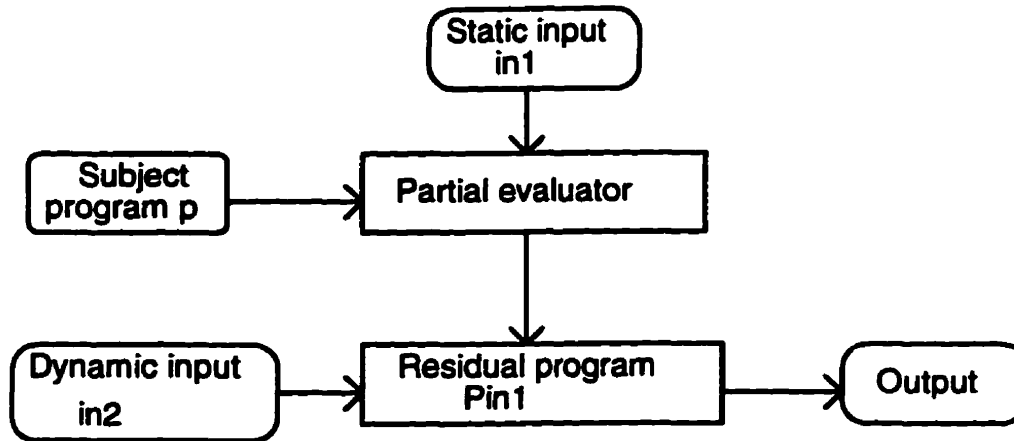 Static input
in1
Subject
program p
Partial evaluator
Dynamic input
in2
Residual program
Pin1
Output